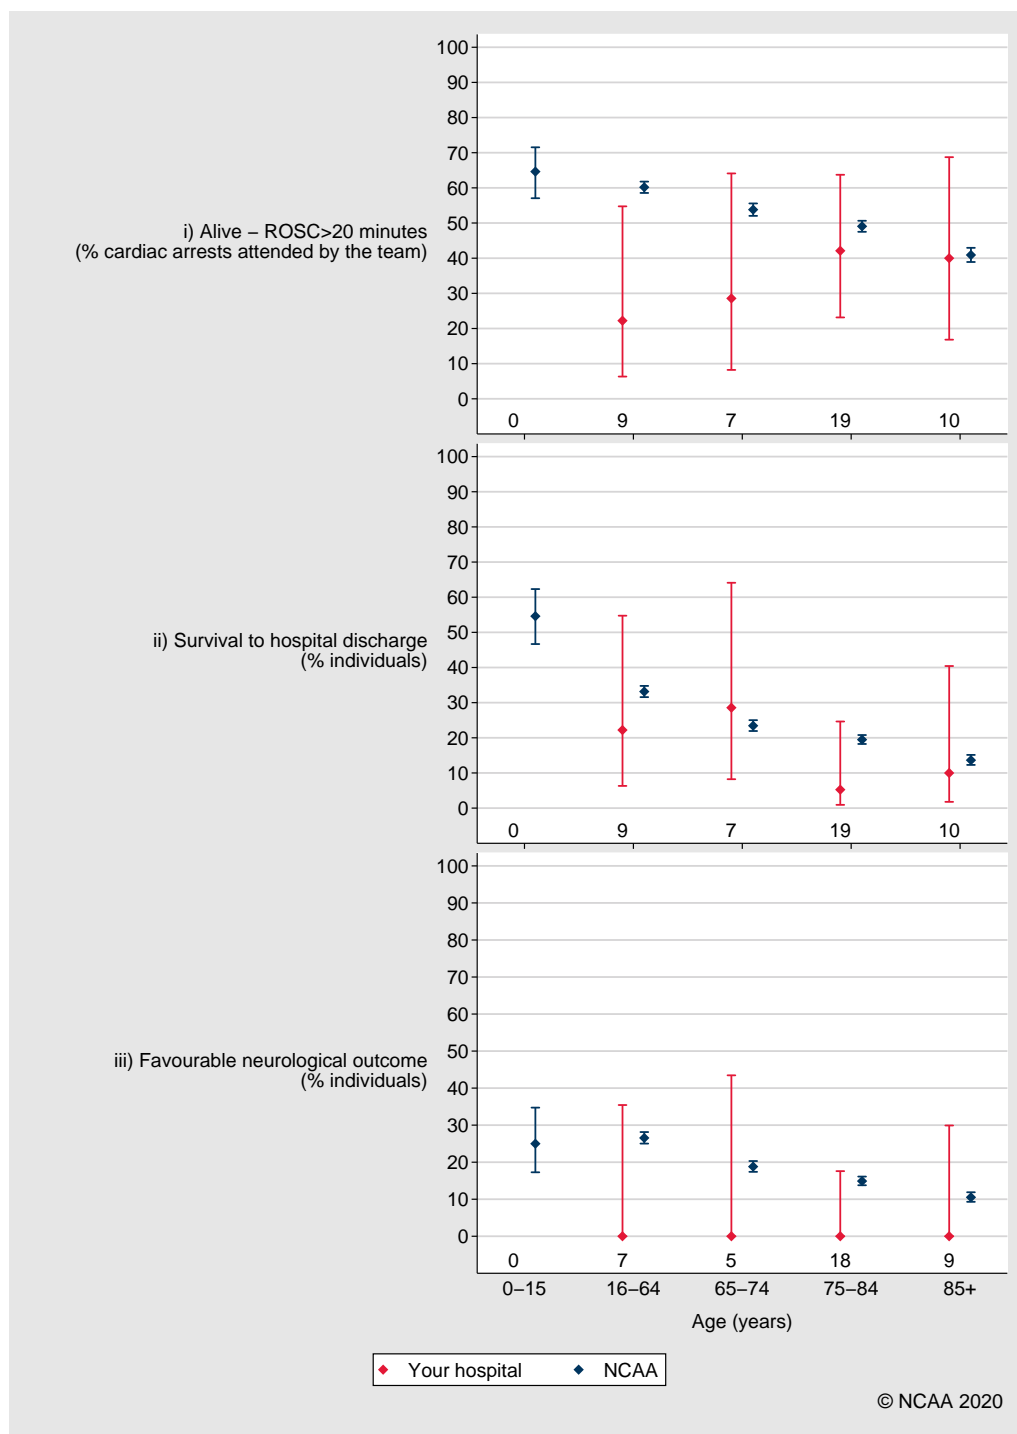 100
90
80
70
60
50
40
30
20
10
0
i) Alive – ROSC>20 minutes
(% cardiac arrests attended by the team)
0 9 7 19 10
100
90
80
70
60
50
40
30
20
10
0
ii) Survival to hospital discharge
(% individuals)
0 9 7 19 10
100
90
80
70
60
50
40
30
20
10
0
iii) Favourable neurological outcome
(% individuals)
0 7 5 18 9
0–15 16–64 65–74 75–84 85+
Age (years)
Your hospital NCAA
© NCAA 2020